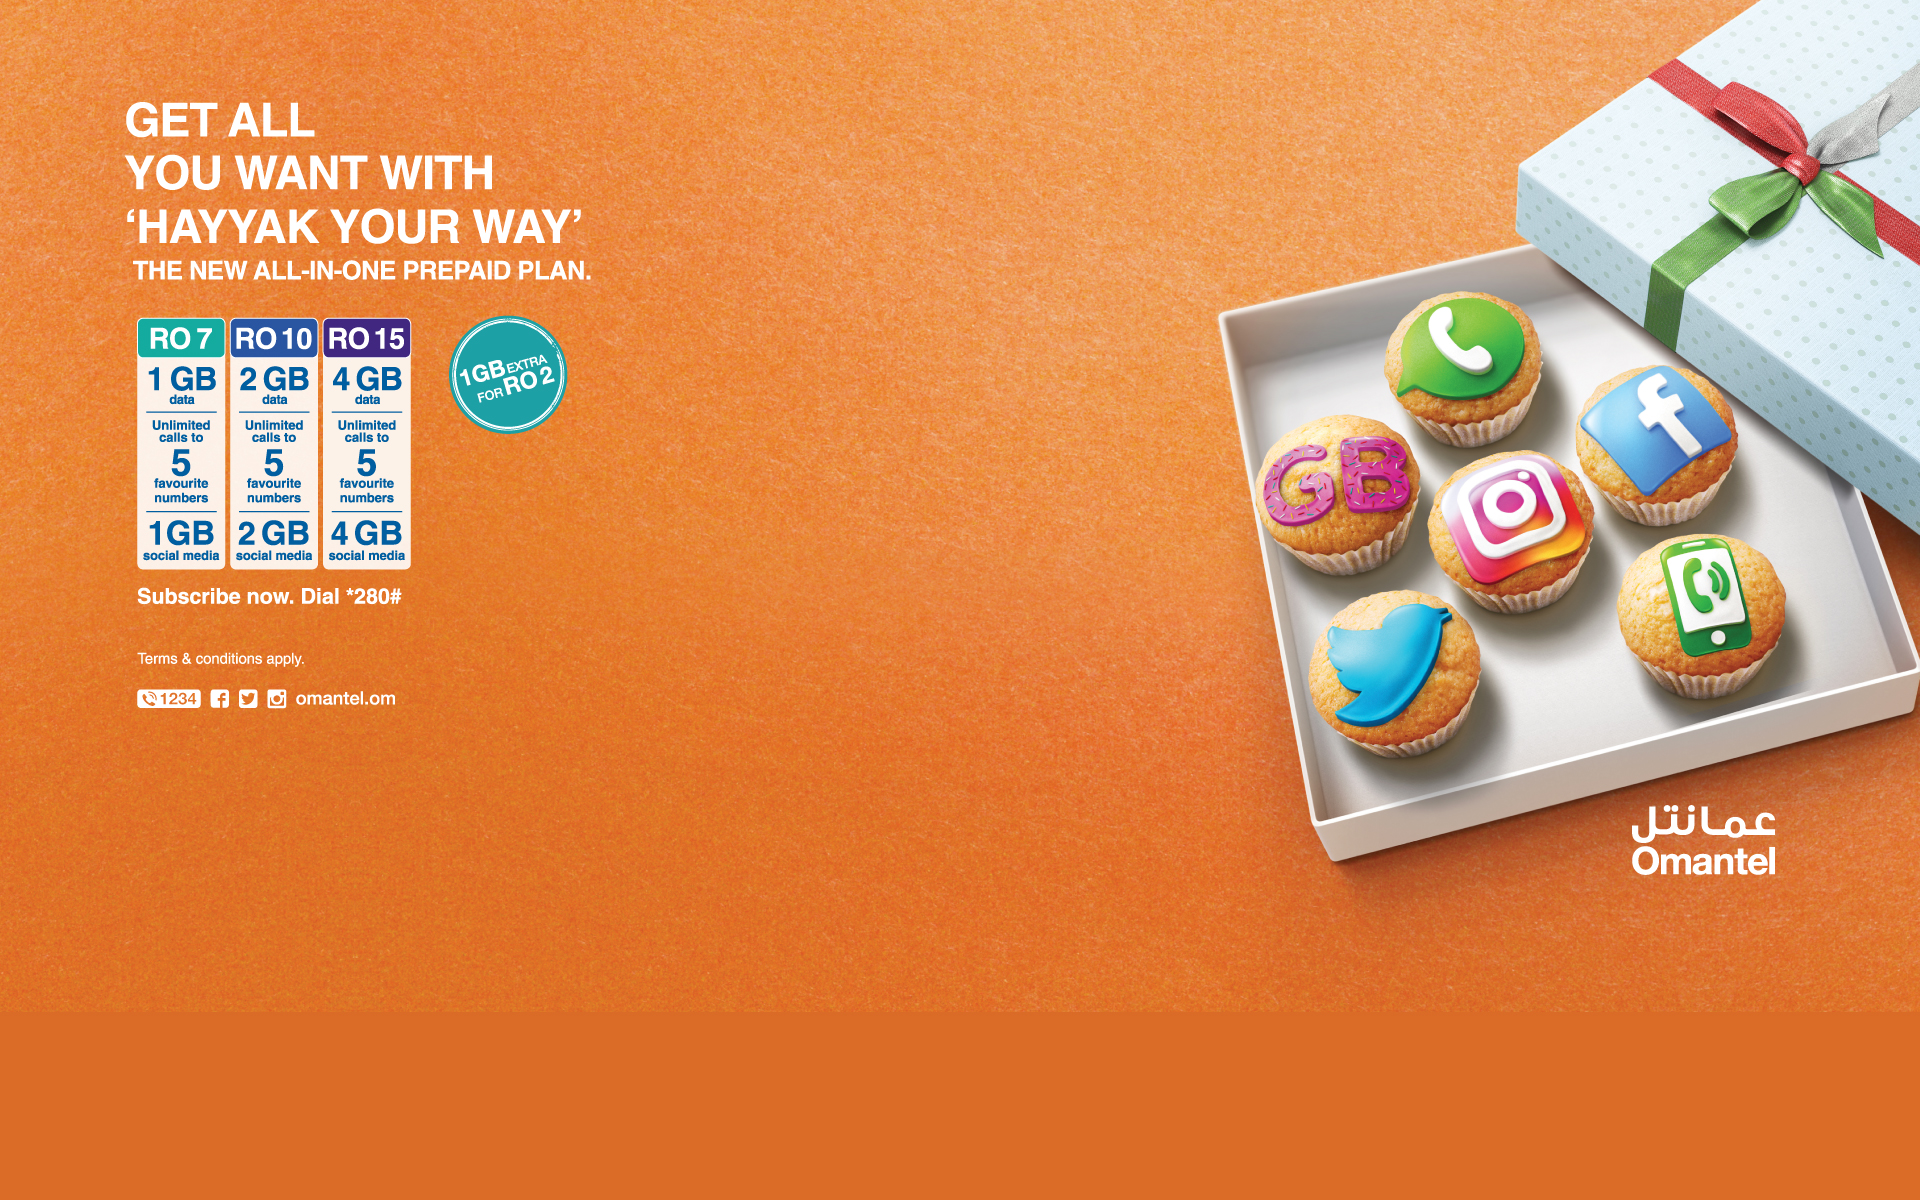 GET ALL
YOU WANT WITH
‘HAYYAK YOUR WAY’
THE NEW ALL-IN-ONE PREPAID PLAN.
RO 7
1 GB
data
Unlimited
calls to
5
favourite
numbers
1GB
social media
RO 10
2 GB
data
Unlimited
calls to
5
favourite
numbers
2 GB
social media
RO 15
4 GB
data
Unlimited
calls to
5
favourite
numbers
4 GB
social media
1GB EXTRA
FOR RO 2
Subscribe now. Dial *280#
Terms & conditions apply.
1234 omantel.om
GB
عمانتل
Omantel